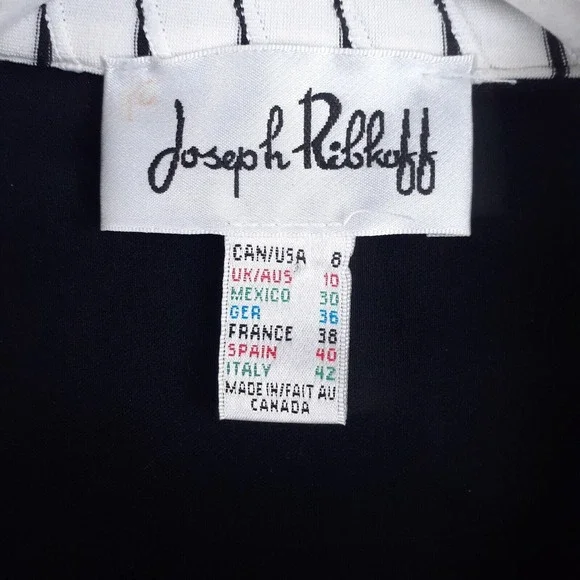 Joseph Ribkoff
CAN/USA 8
UK/AUS 10
MEXICO 30
GER 36
FRANCE 38
SPAIN 40
ITALY 42
MADE IN/FAIT AU
CANADA